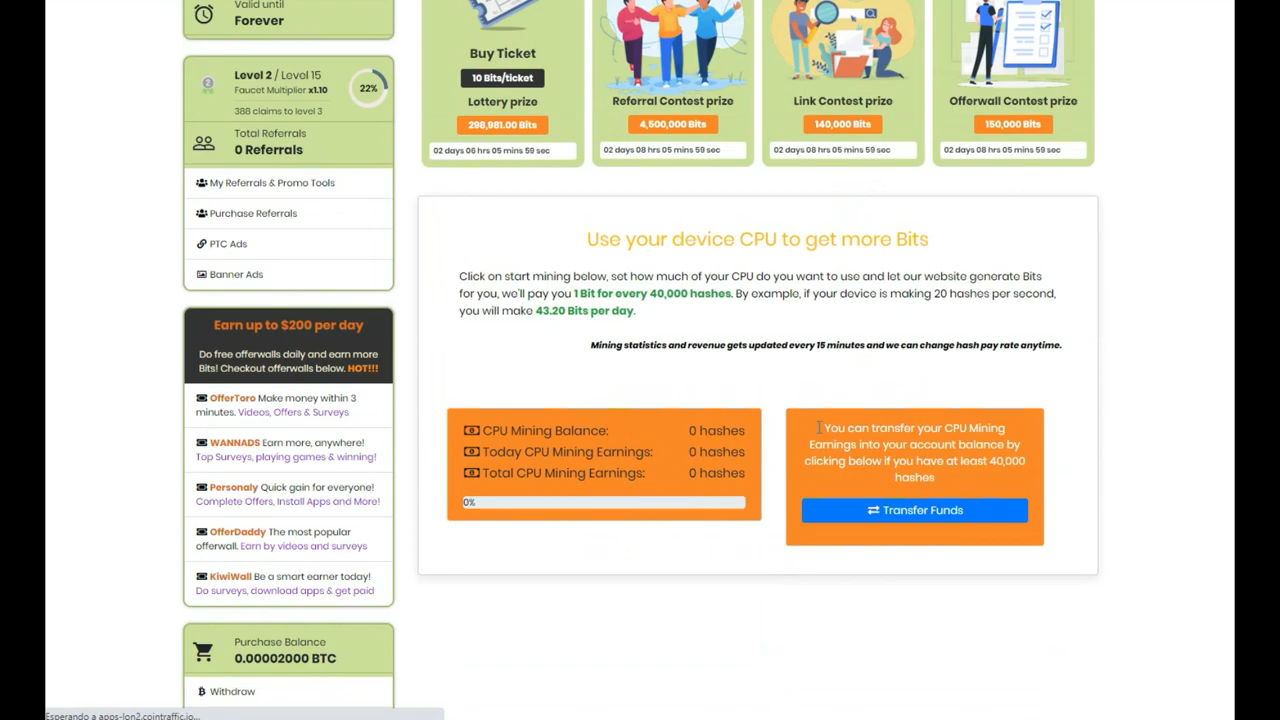 Valid until
Forever
Level 2 / Level 15
Faucet Multiplier x1.10
22%
388 claims to level 3
Total Referrals
0 Referrals
My Referrals & Promo Tools
Purchase Referrals
PTC Ads
Banner Ads
Earn up to $200 per day
Do free offerwalls daily and earn more
Bits! Checkout offerwalls below. HOT!!!
OfferToro Make money within 3
minutes. Videos, Offers & Surveys
WANNADS Earn more, anywhere!
Top Surveys, playing games & winning!
Personaly Quick gain for everyone!
Complete Offers, Install Apps and More!
OfferDaddy The most popular
offerwall. Earn by videos and surveys
KiwiWall Be a smart earner today!
Do surveys, download apps & get paid
Purchase Balance
0.00002000 BTC
Withdraw
Buy Ticket
10 Bits/ticket
Lottery prize
298,981.00 Bits
02 days 06 hrs 05 mins 59 sec
Referral Contest prize
4,500,000 Bits
02 days 08 hrs 05 mins 59 sec
Link Contest prize
140,000 Bits
02 days 08 hrs 05 mins 59 sec
Offerwall Contest prize
150,000 Bits
02 days 08 hrs 05 mins 59 sec
Use your device CPU to get more Bits
Click on start mining below, set how much of your CPU do you want to use and let our website generate Bits
for you, we'll pay you 1 Bit for every 40,000 hashes. By example, if your device is making 20 hashes per second,
you will make 43.20 Bits per day.
Mining statistics and revenue gets updated every 15 minutes and we can change hash pay rate anytime.
CPU Mining Balance: 0 hashes
Today CPU Mining Earnings: 0 hashes
Total CPU Mining Earnings: 0 hashes
0%
You can transfer your CPU Mining
Earnings into your account balance by
clicking below if you have at least 40,000
hashes
Transfer Funds
Esperando a apps-lon2.cointraffic.io...